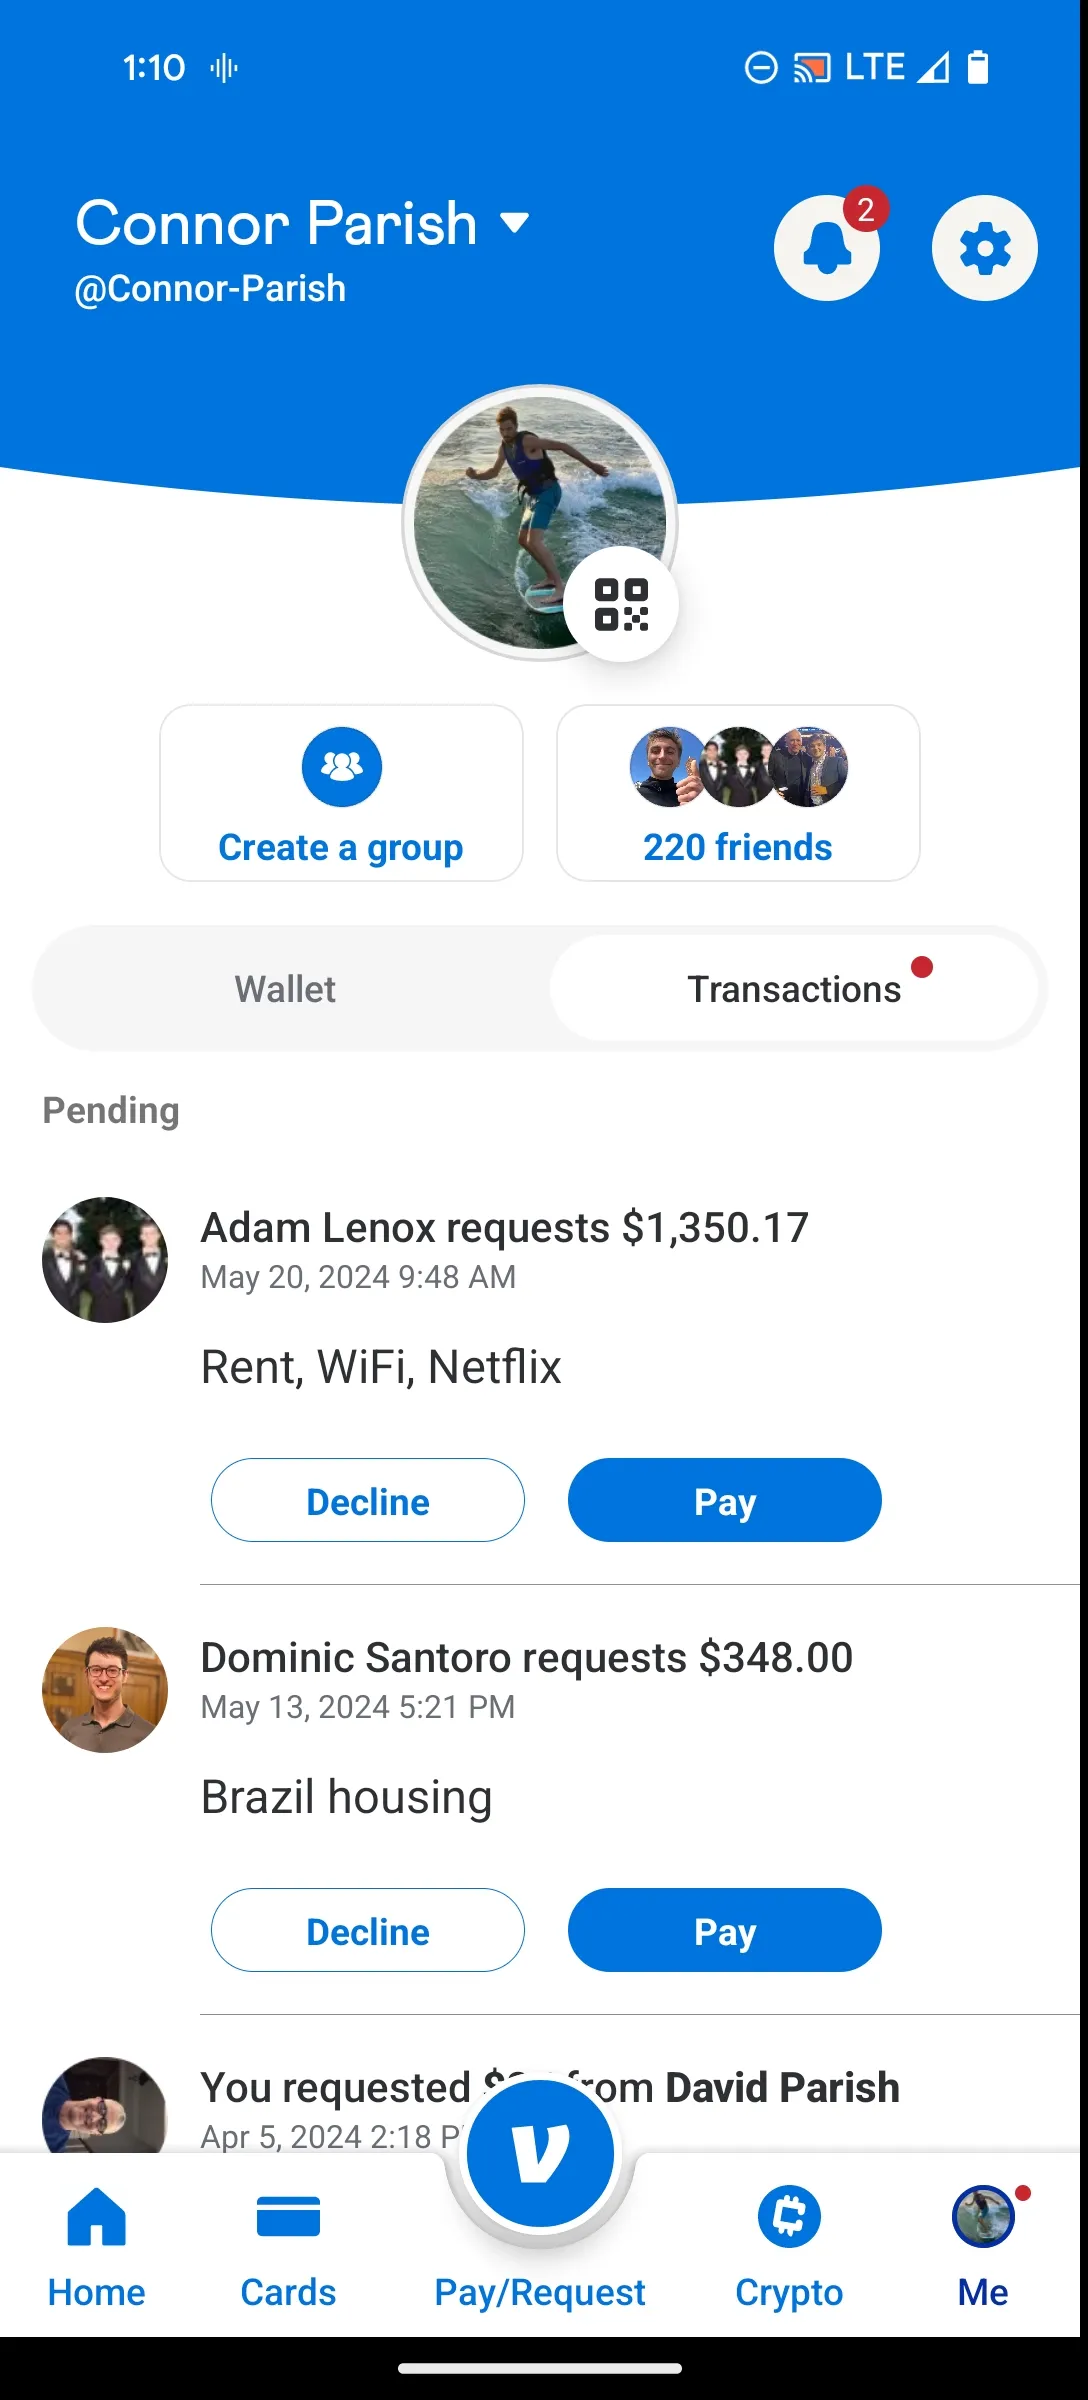 1:10
LTE
Connor Parish
2
@Connor-Parish
Create a group
220 friends
Wallet
Transactions
Pending
Adam Lenox requests $1,350.17
May 20, 2024 9:48 AM
Rent, WiFi, Netflix
Decline
Pay
Dominic Santoro requests $348.00
May 13, 2024 5:21 PM
Brazil housing
Decline
Pay
You requested from David Parish
Apr 5, 2024 2:18
Home
Cards
Pay/Request
Crypto
Me